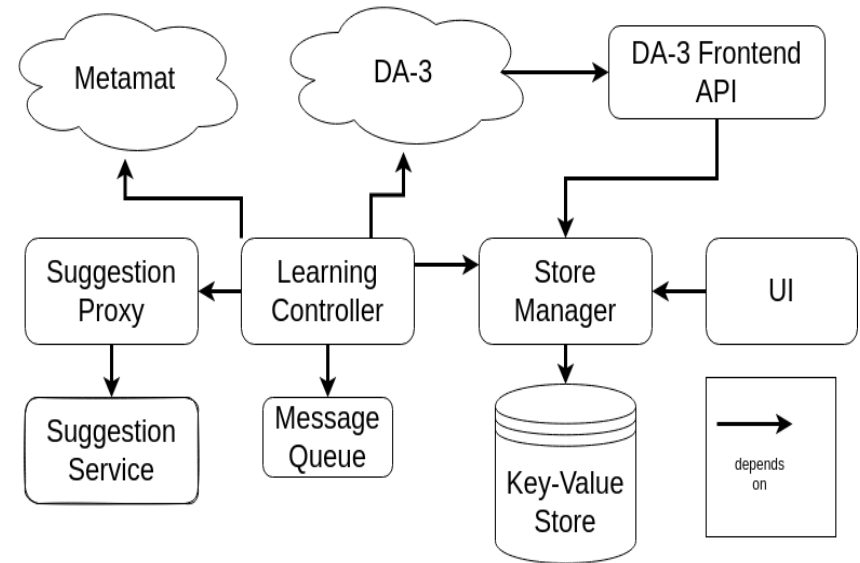 Metamat
DA-3
DA-3 Frontend
API
Suggestion
Proxy
Learning
Controller
Store
Manager
UI
Suggestion
Service
Message
Queue
Key-Value
Store
depends
on